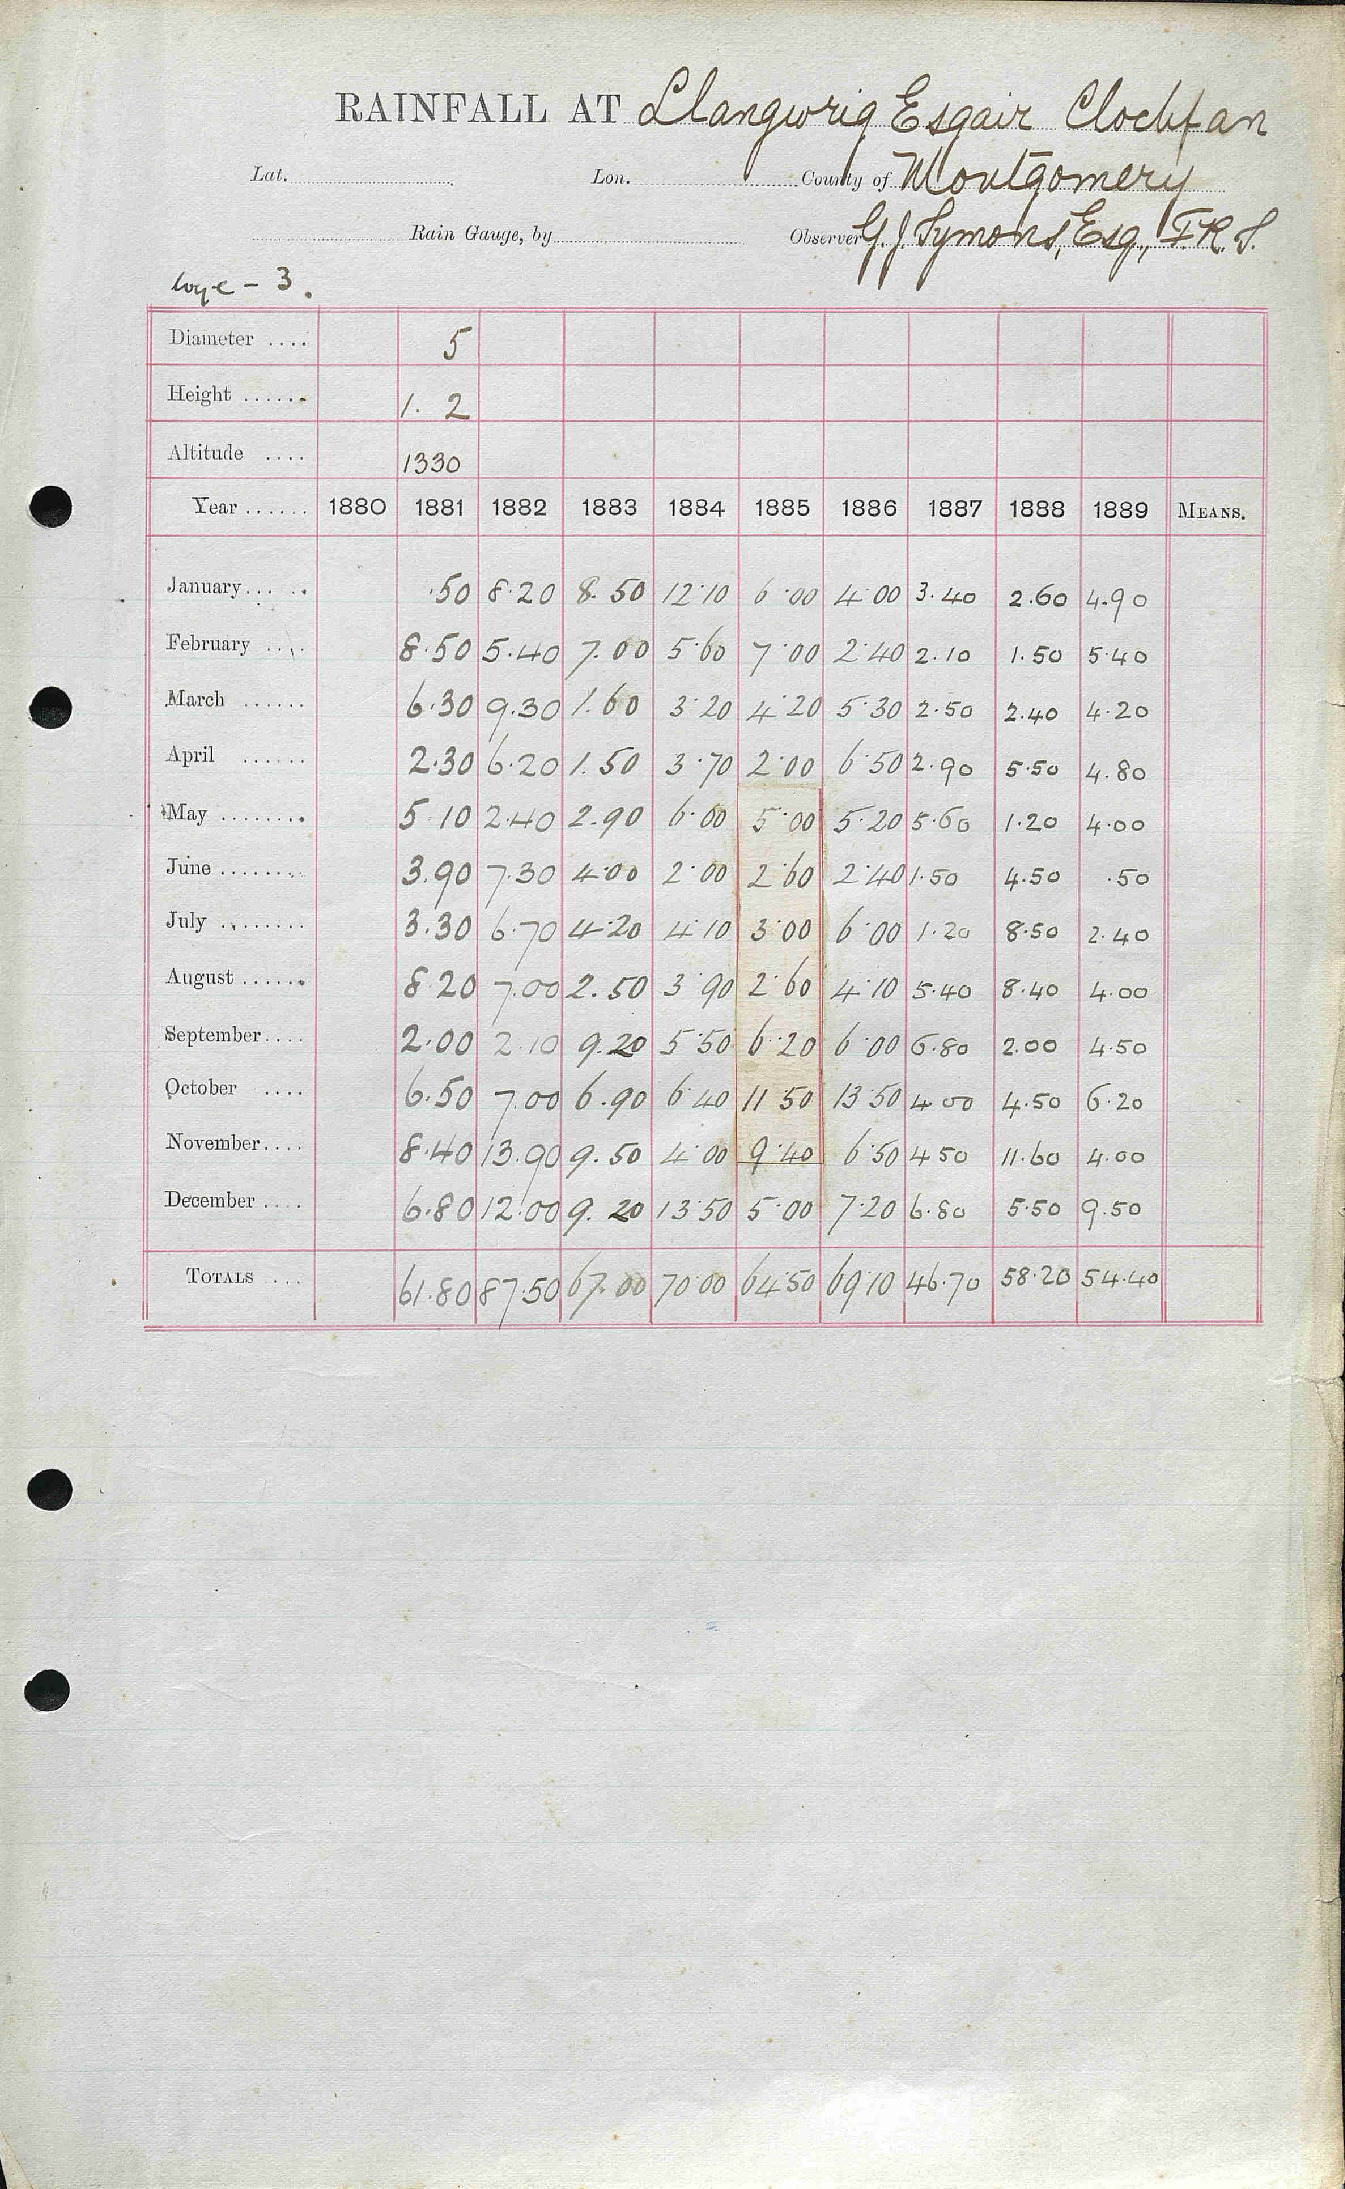 RAINFALL AT Llangwrig Esgair Clochfan
Lat. Lon. County of Montgomery
Rain Gauge, by Observer G J Symons, Esq, F.R.S.
Wye - 3.
Diameter .... 5
Height ...... 1. 2
Altitude .... 1330
Year ...... 1880 1881 1882 1883 1884 1885 1886 1887 1888 1889 MEANS.
January ... .50 8.20 8.50 12.10 6.00 4.00 3.40 2.60 4.90
February .... 8.50 5.40 7.00 5.60 7.00 2.40 2.10 1.50 5.40
March ...... 6.30 9.30 1.60 3.20 4.20 5.30 2.50 2.40 4.20
April ...... 2.30 6.20 1.50 3.70 2.00 6.50 2.90 5.50 4.80
May ........ 5.10 2.40 2.90 6.00 5.00 5.20 5.60 1.20 4.00
June ........ 3.90 7.30 4.00 2.00 2.60 2.40 1.50 4.50 .50
July ........ 3.30 6.70 4.20 4.10 3.00 6.00 1.20 8.50 2.40
August ...... 8.20 7.00 2.50 3.90 2.60 4.10 5.40 8.40 4.00
September .... 2.00 2.10 9.20 5.50 6.20 6.00 6.80 2.00 4.50
October .... 6.50 7.00 6.90 6.40 11.50 13.50 4.00 4.50 6.20
November .... 8.40 13.90 9.50 4.00 9.40 6.50 4.50 11.60 4.00
December .... 6.80 12.00 9.20 13.50 5.00 7.20 6.80 5.50 9.50
TOTALS ... 61.80 87.50 67.00 70.00 64.50 69.10 46.70 58.20 54.40